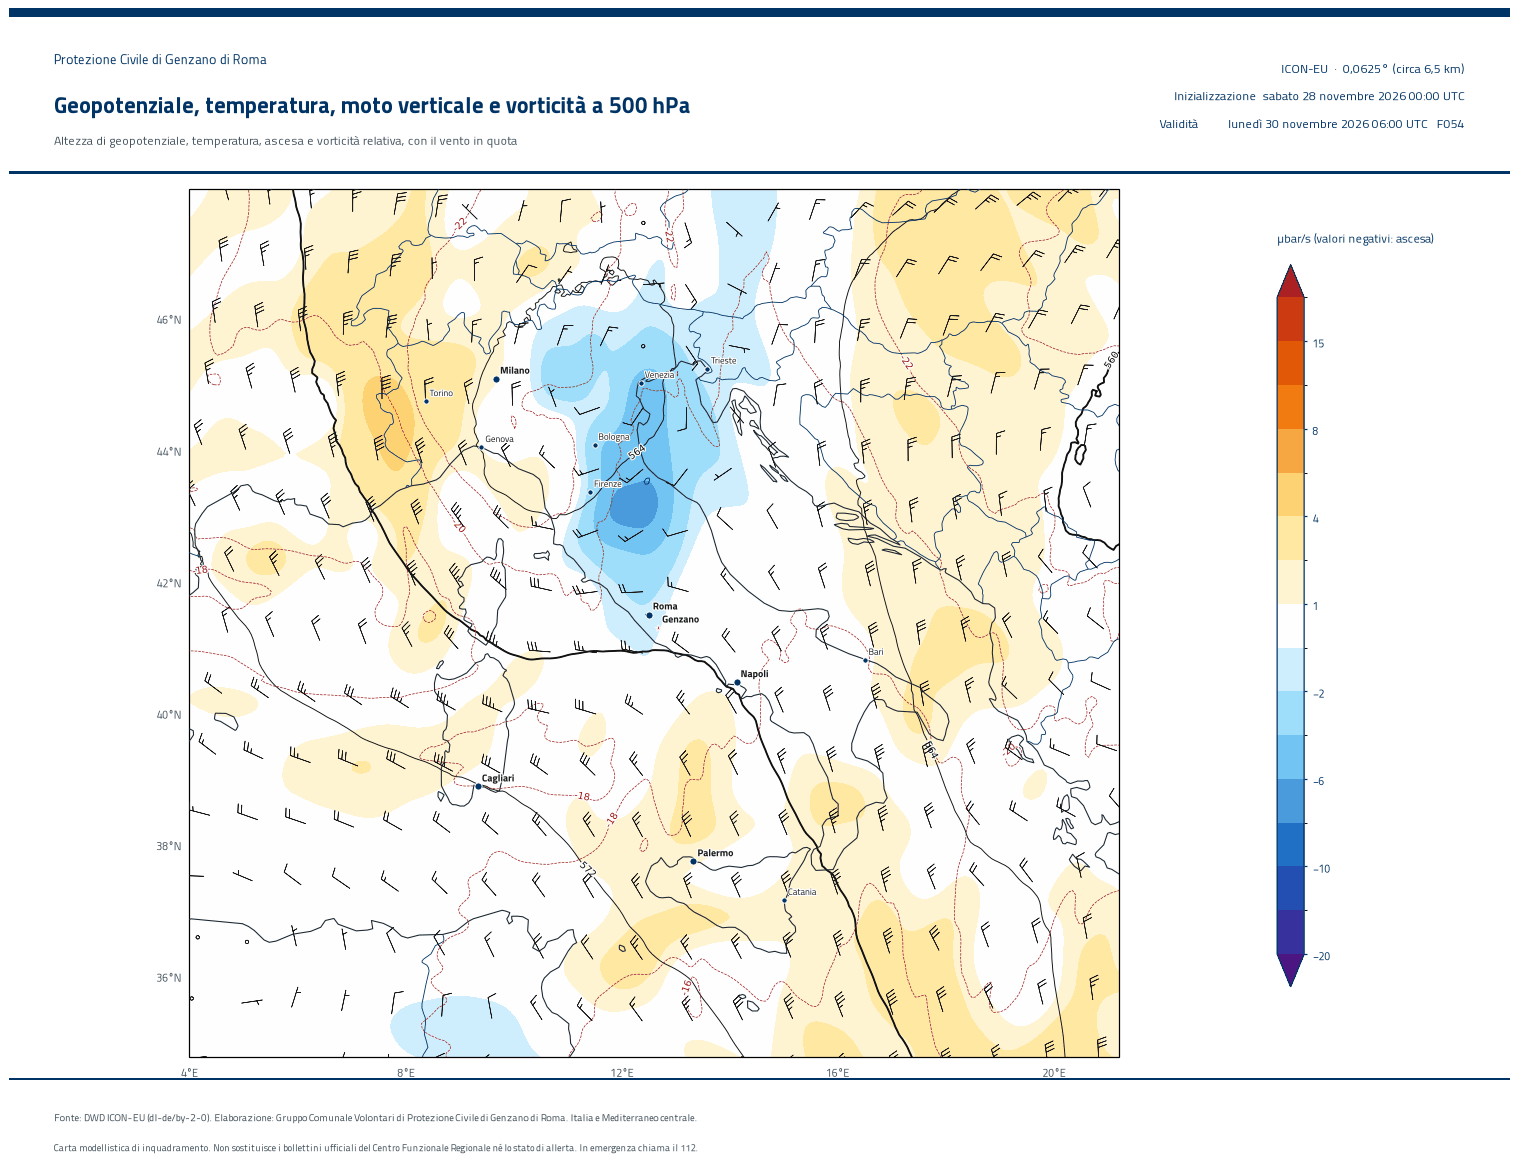 Protezione Civile di Genzano di Roma
Geopotenziale, temperatura, moto verticale e vorticità a 500 hPa
Altezza di geopotenziale, temperatura, ascesa e vorticità relativa, con il vento in quota
ICON-EU · 0,0625° (circa 6,5 km)
Inizializzazione sabato 28 novembre 2026 00:00 UTC
Validità lunedì 30 novembre 2026 06:00 UTC F054
µbar/s (valori negativi: ascesa)
15
8
4
1
−2
−6
−10
−20
46°N
44°N
42°N
40°N
38°N
36°N
4°E
8°E
12°E
16°E
20°E
22
22
22
560
Trieste
Venezia
Milano
Torino
Genova
Bologna
564
Firenze
20
-18
Roma
Genzano
Bari
Napoli
564
Cagliari
-18
-18
Palermo
572
Catania
-16
Fonte: DWD ICON-EU (dl-de/by-2-0). Elaborazione: Gruppo Comunale Volontari di Protezione Civile di Genzano di Roma. Italia e Mediterraneo centrale.
Carta modellistica di inquadramento. Non sostituisce i bollettini ufficiali del Centro Funzionale Regionale né lo stato di allerta. In emergenza chiama il 112.